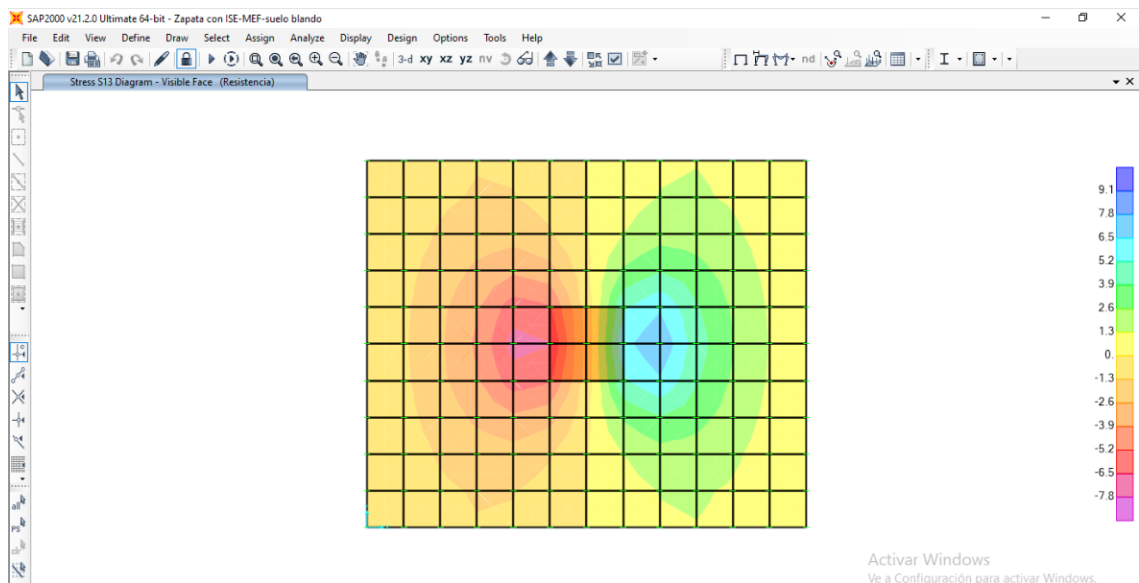 SAP2000 v21.2.0 Ultimate 64-bit - Zapata con ISE-MEF-suelo blando
File Edit View Define Draw Select Assign Analyze Display Design Options Tools Help
3-d xy xz yz nv nd
Stress S13 Diagram - Visible Face (Resistencia)
9.1
7.8
6.5
5.2
3.9
2.6
1.3
0.
-1.3
-2.6
-3.9
-5.2
-6.5
-7.8
all
PS
clr
Activar Windows
Ve a Configuración para activar Windows.